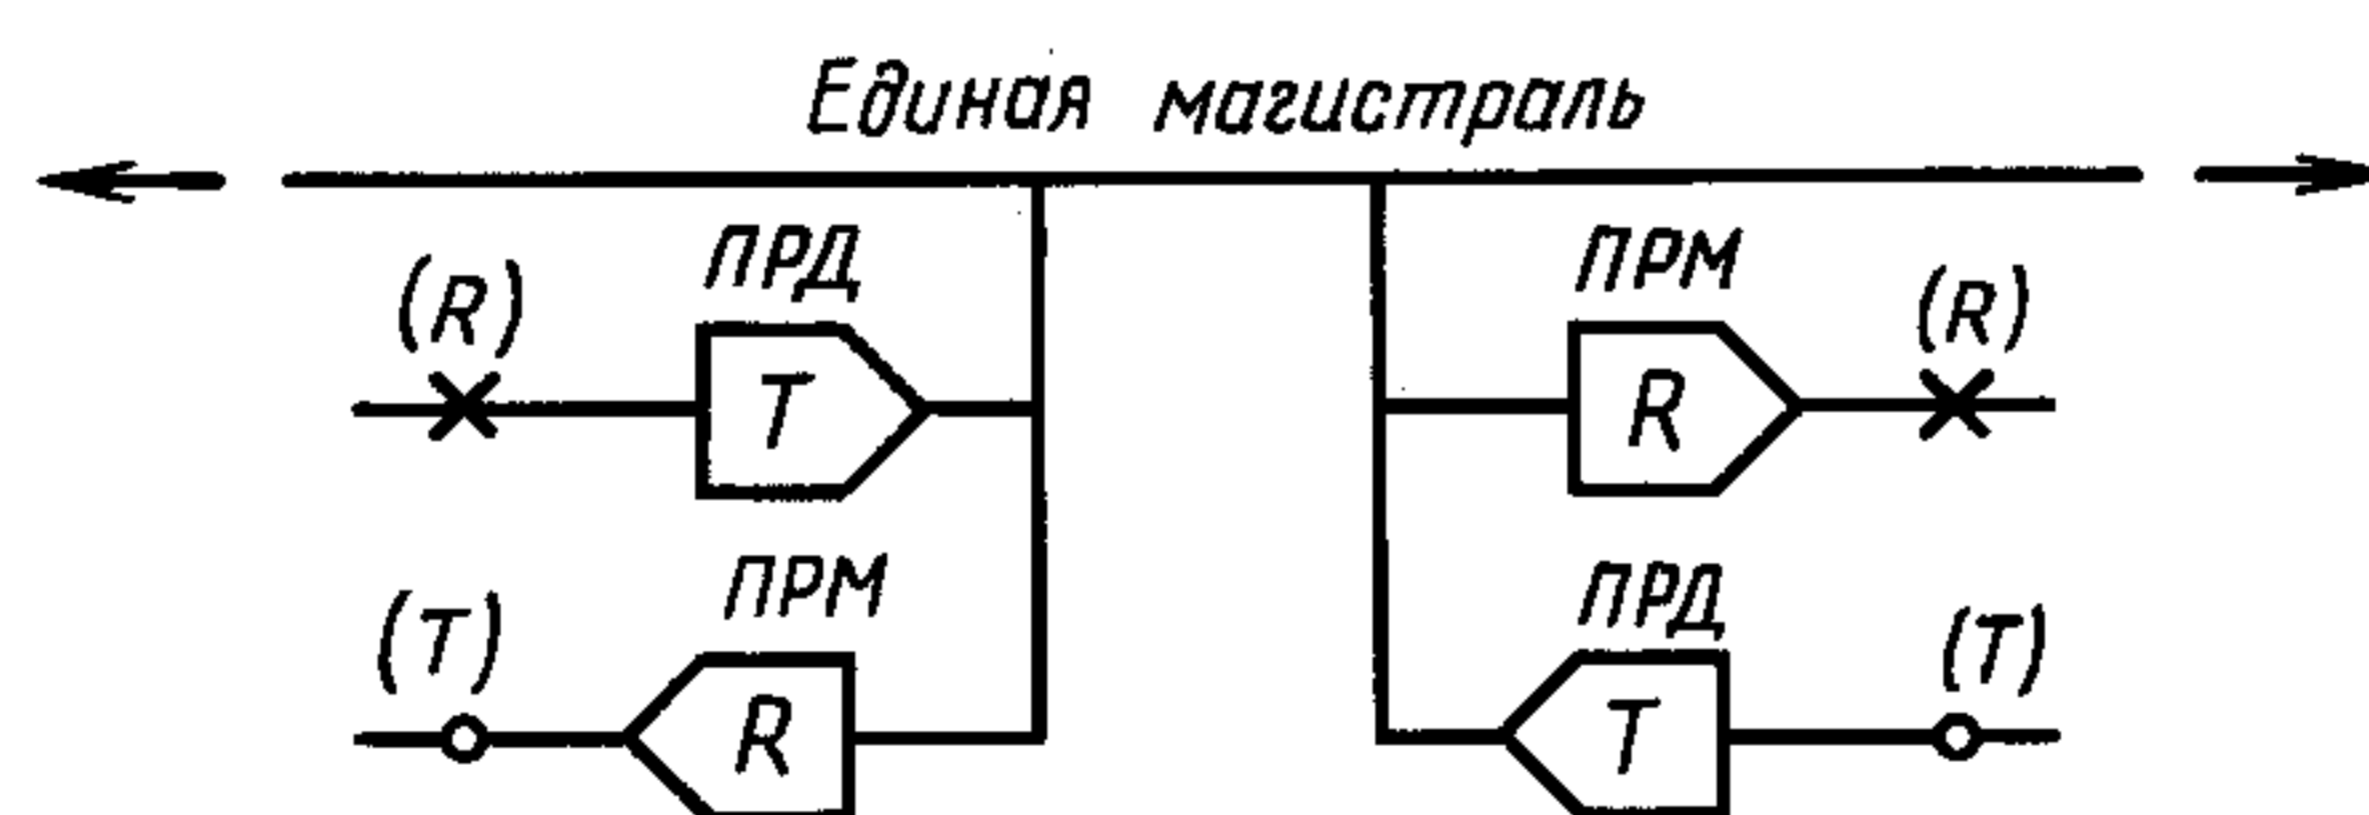 Единая магистраль
(R) ПРД ПРМ (R)
T R
(T) ПРМ ПРД (T)
R T